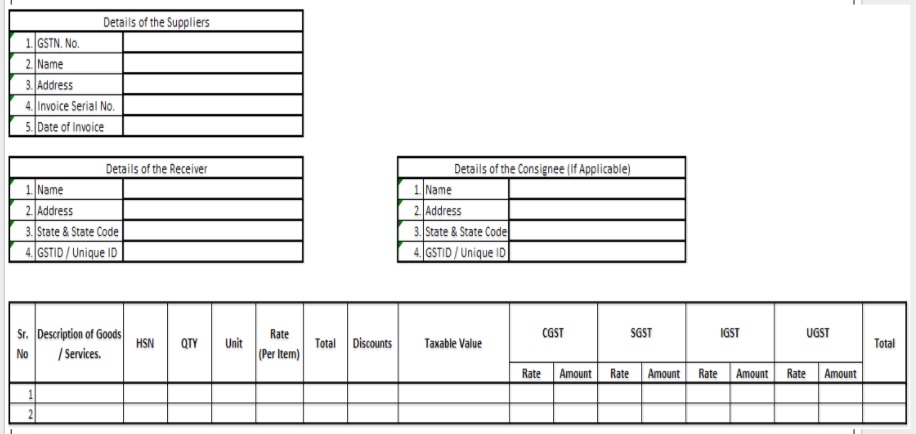 Details of the Suppliers
1. GSTN. No.
2. Name
3. Address
4. Invoice Serial No.
5. Date of Invoice
Details of the Receiver
1. Name
2. Address
3. State & State Code
4. GSTID / Unique ID
Details of the Consignee (If Applicable)
1. Name
2. Address
3. State & State Code
4. GSTID / Unique ID
Sr. No Description of Goods / Services. HSN QTY Unit Rate (Per Item) Total Discounts Taxable Value CGST SGST IGST UGST Total
Rate Amount Rate Amount Rate Amount Rate Amount
1
2